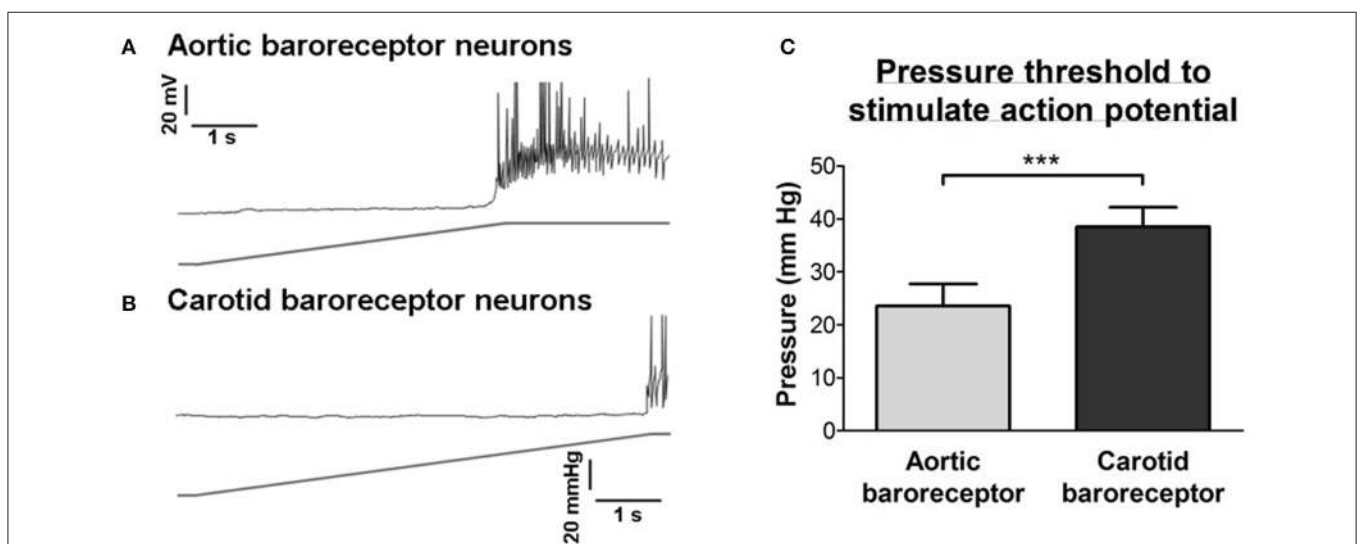 A Aortic baroreceptor neurons
20 mV
1 s
B Carotid baroreceptor neurons
20 mmHg
1 s
C
Pressure threshold to
stimulate action potential
***
Pressure (mm Hg)
50
40
30
20
10
0
Aortic
baroreceptor
Carotid
baroreceptor